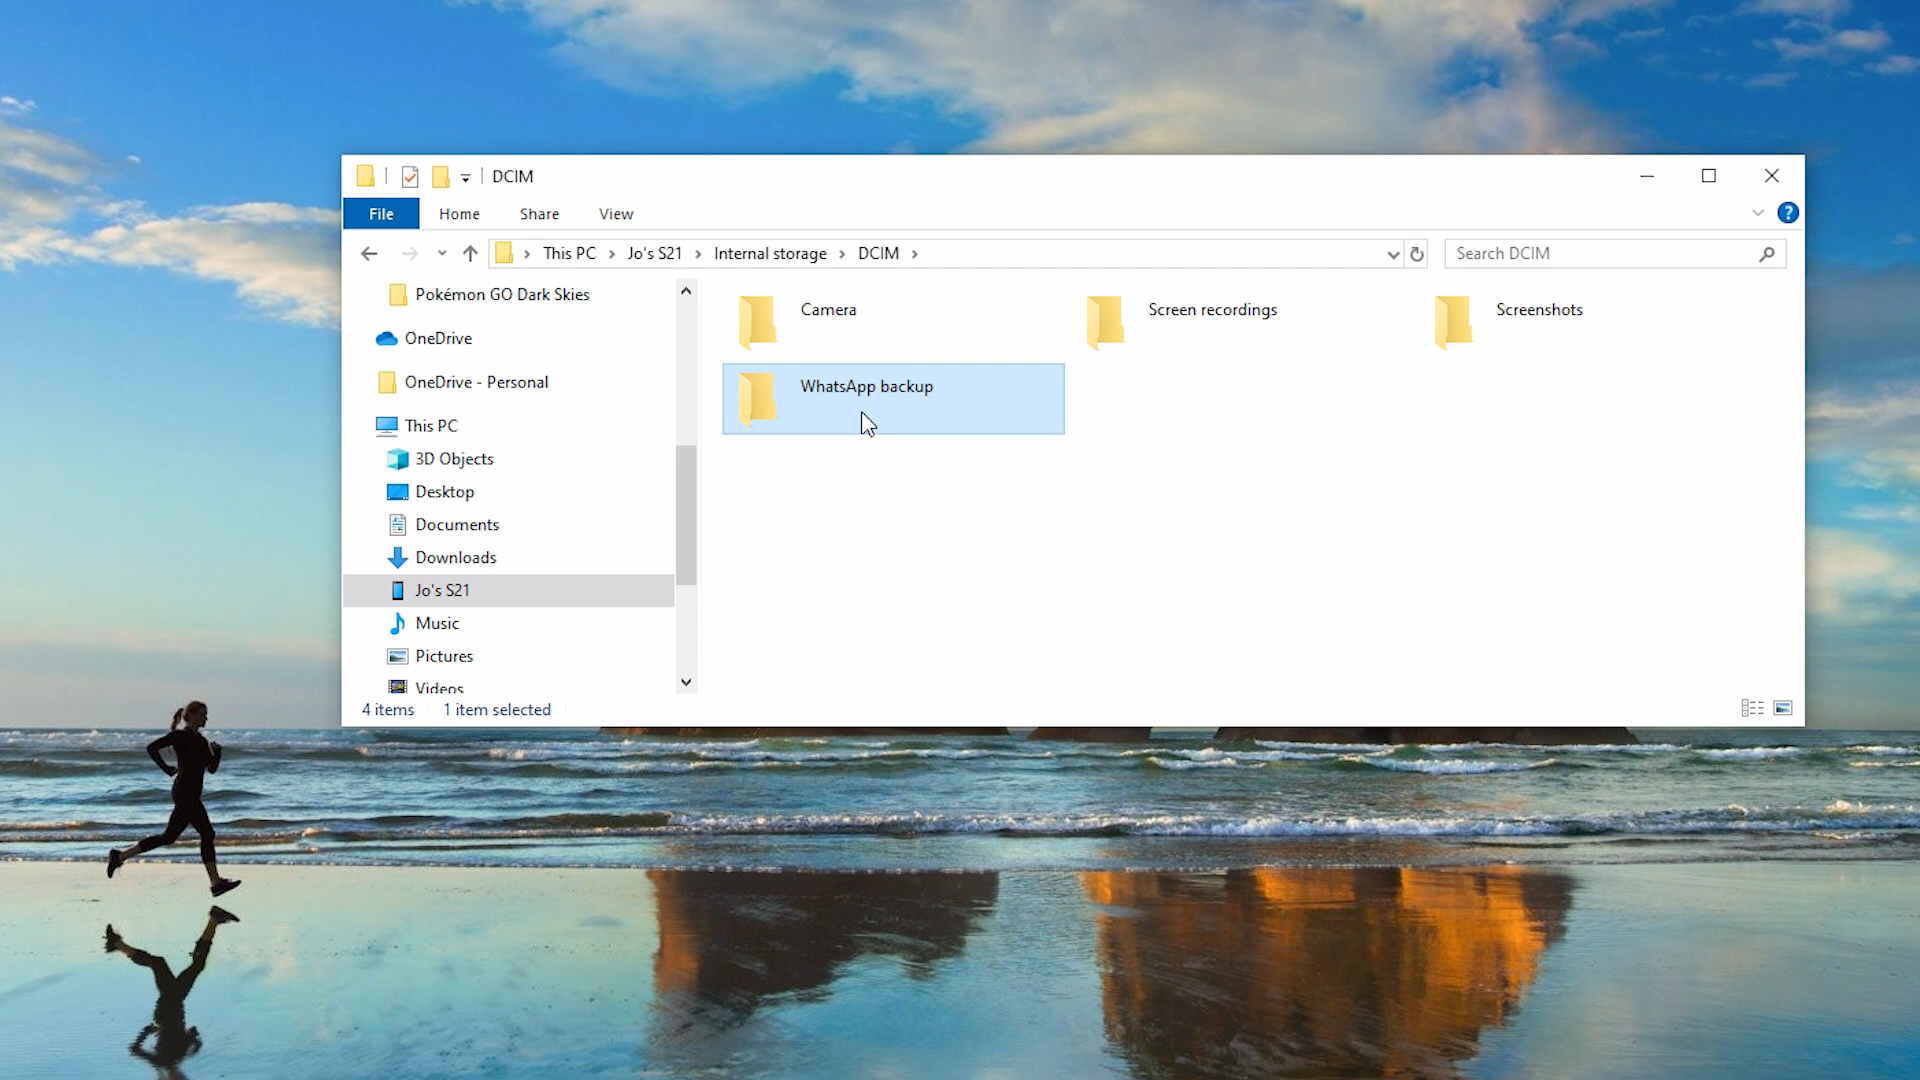 DCIM
File Home Share View
This PC Jo's S21 Internal storage DCIM
Search DCIM
Pokémon GO Dark Skies
OneDrive
OneDrive - Personal
This PC
3D Objects
Desktop
Documents
Downloads
Jo's S21
Music
Pictures
Videos
Camera
Screen recordings
Screenshots
WhatsApp backup
4 items 1 item selected